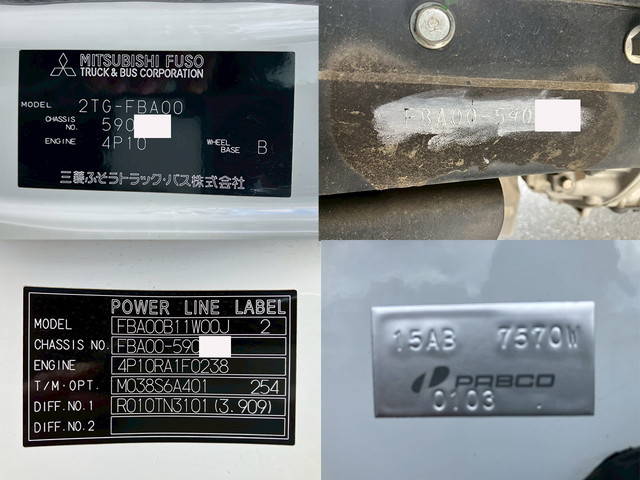 MITSUBISHI FUSO
TRUCK & BUS CORPORATION
MODEL 2TG-FBA00
CHASSIS NO. 590
ENGINE 4P10 WHEEL BASE B
三菱ふそうトラック・バス株式会社
FBA00-590
POWER LINE LABEL
MODEL FBA00B11W00J 2
CHASSIS NO. FBA00-590
ENGINE 4P10RA1F0238
T/M・OPT. M038S6A401 254
DIFF.NO.1 R010TN3101 (3.909)
DIFF.NO.2
15AB 7570W
PABCO
0103